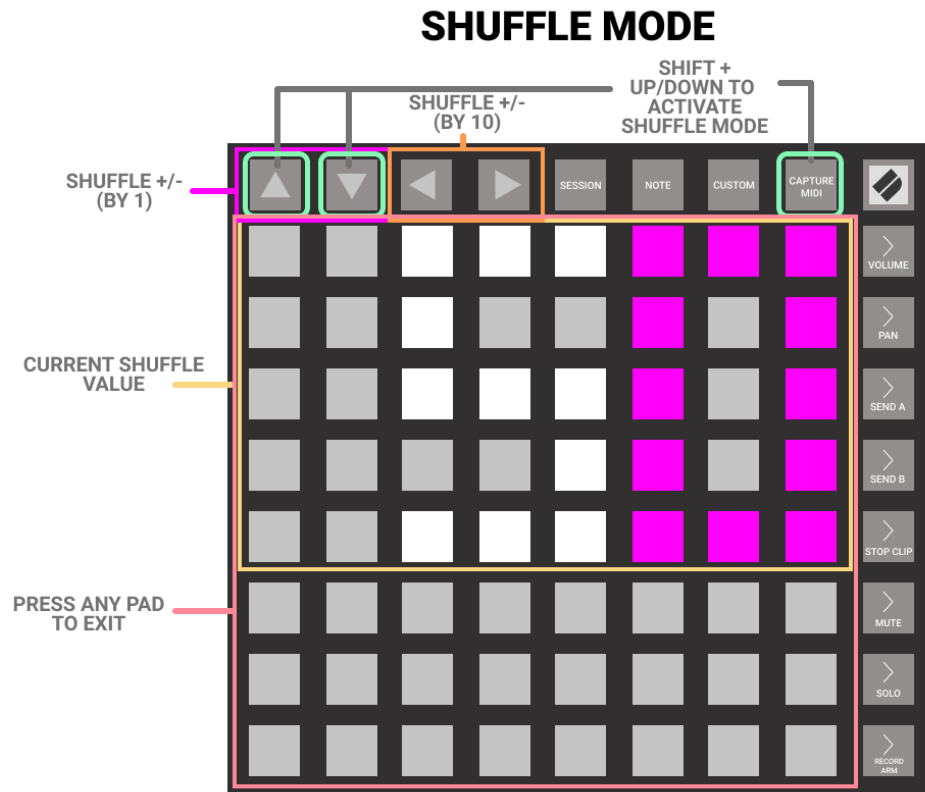 SHUFFLE MODE
SHIFT +
UP/DOWN TO
ACTIVATE
SHUFFLE MODE
SHUFFLE +/-
(BY 10)
SHUFFLE +/-
(BY 1)
SESSION
NOTE
CUSTOM
CAPTURE
MIDI
VOLUME
PAN
CURRENT SHUFFLE
VALUE
SEND A
SEND B
STOP CLIP
PRESS ANY PAD
TO EXIT
MUTE
SOLO
RECORD
ARM